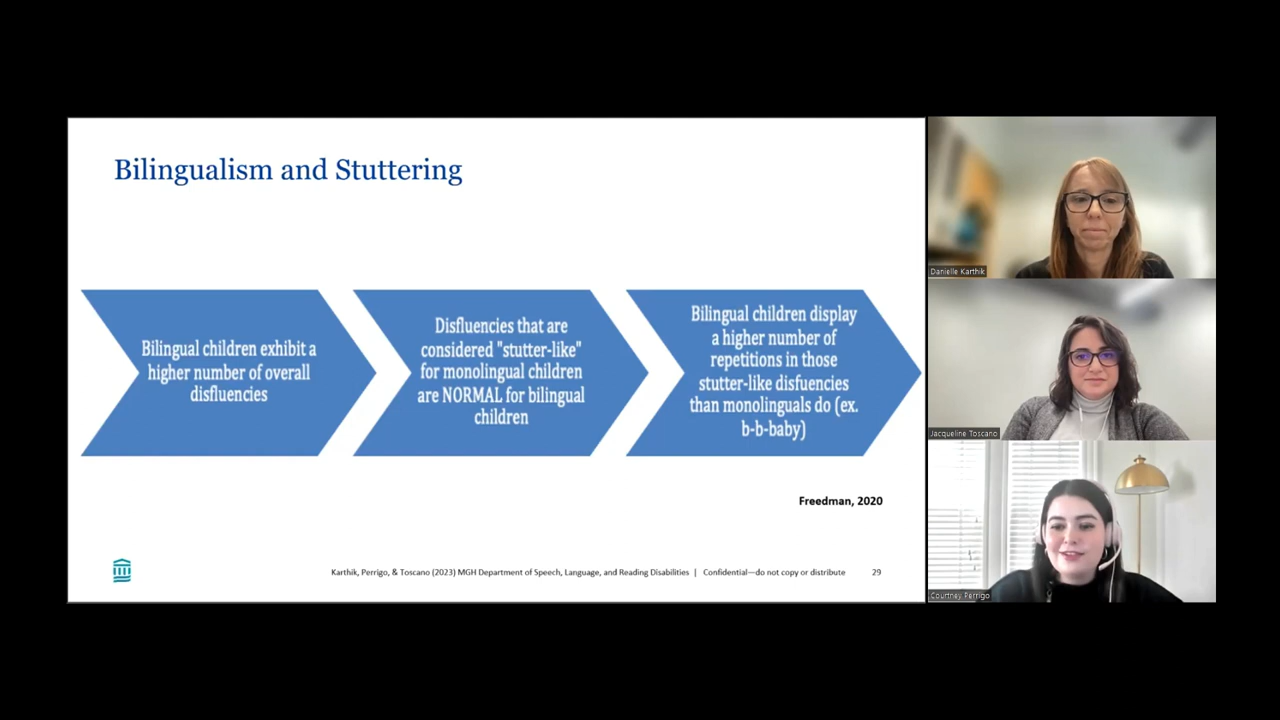 Bilingualism and Stuttering
Bilingual children exhibit a
higher number of overall
disfluencies
Disfluencies that are
considered "stutter-like"
for monolingual children
are NORMAL for bilingual
children
Bilingual children display
a higher number of
repetitions in those
stutter-like disfuencies
than monolinguals do (ex.
b-b-baby)
Freedman, 2020
Karthik, Perrigo, & Toscano (2023) MGH Department of Speech, Language, and Reading Disabilities | Confidential—do not copy or distribute 29
Danielle Karthik
Jacqueline Toscano
Courtney Perrigo